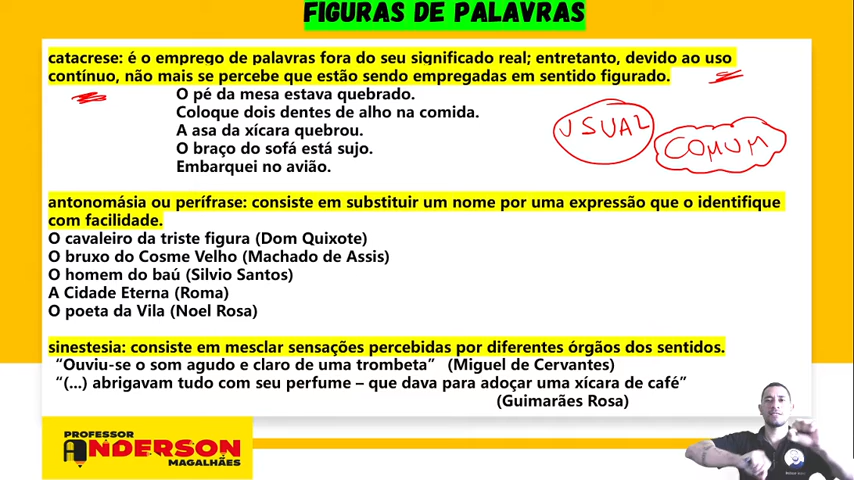 FIGURAS DE PALAVRAS
catacrese: é o emprego de palavras fora do seu significado real; entretanto, devido ao uso
contínuo, não mais se percebe que estão sendo empregadas em sentido figurado.
O pé da mesa estava quebrado.
Coloque dois dentes de alho na comida.
A asa da xícara quebrou.
O braço do sofá está sujo.
Embarquei no avião.
USUAL
COMUM
antonomásia ou perífrase: consiste em substituir um nome por uma expressão que o identifique
com facilidade.
O cavaleiro da triste figura (Dom Quixote)
O bruxo do Cosme Velho (Machado de Assis)
O homem do baú (Silvio Santos)
A Cidade Eterna (Roma)
O poeta da Vila (Noel Rosa)
sinestesia: consiste em mesclar sensações percebidas por diferentes órgãos dos sentidos.
“Ouviu-se o som agudo e claro de uma trombeta” (Miguel de Cervantes)
“(...) abrigavam tudo com seu perfume – que dava para adoçar uma xícara de café”
(Guimarães Rosa)
PROFESSOR
ANDERSON
MAGALHÃES